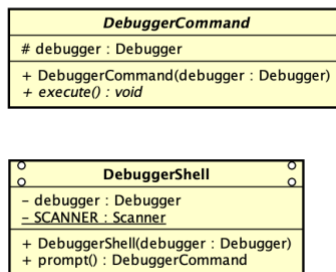 DebuggerCommand
# debugger : Debugger
+ DebuggerCommand(debugger : Debugger)
+ execute() : void
DebuggerShell
– debugger : Debugger
– SCANNER : Scanner
+ DebuggerShell(debugger : Debugger)
+ prompt() : DebuggerCommand